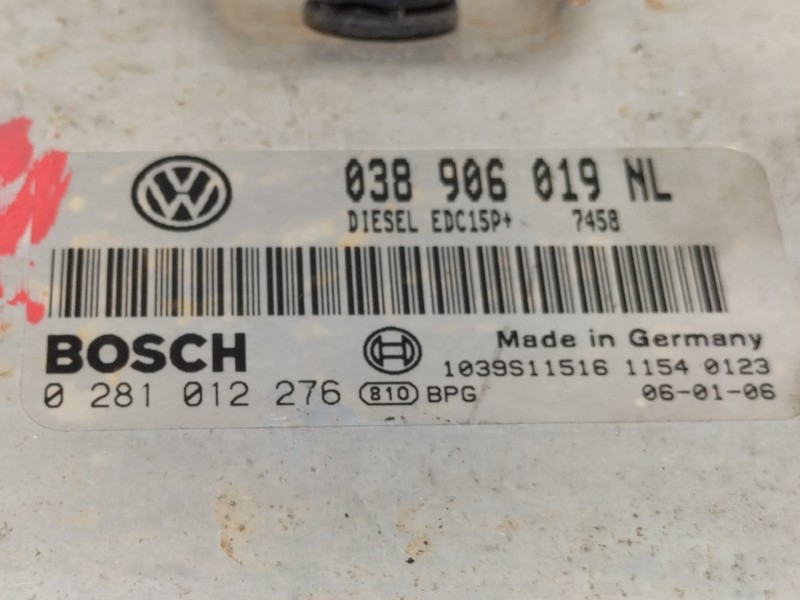 038 906 019 NL
DIESEL EDC15P+ 7458
BOSCH
Made in Germany
1039S11516 1154 0123
0 281 012 276 810 BPG 06-01-06